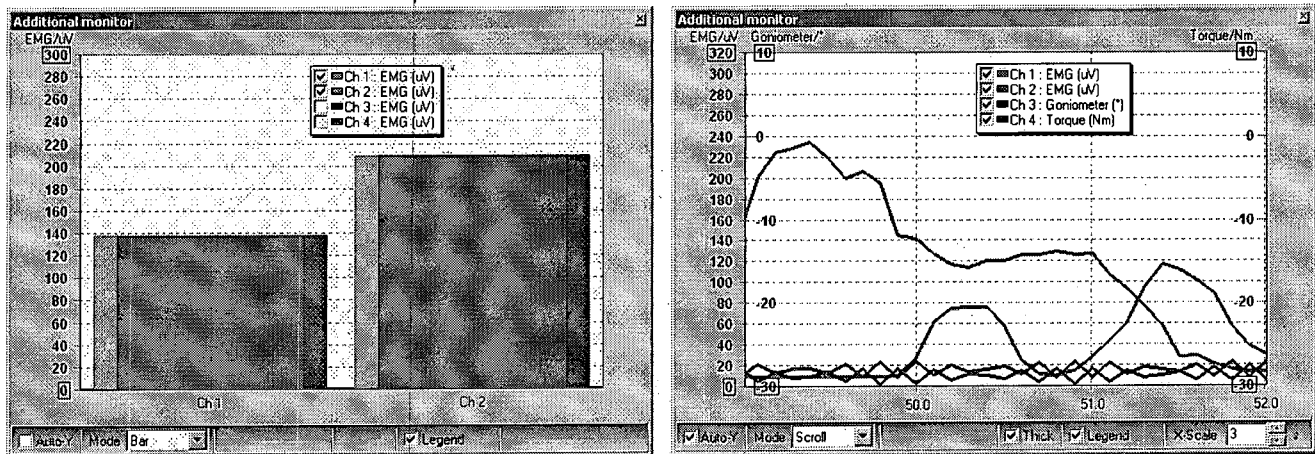 Additional monitor
EMG/uV
300
280
260
240
220
200
180
160
140
120
100
80
60
40
20
0
Ch 1 : EMG (uV)
Ch 2 : EMG (uV)
Ch 3 : EMG (uV)
Ch 4 : EMG (uV)
Ch 1
Ch 2
Auto-Y Mode Bar Legend
Additional monitor
EMG/uV Goniometer/° Torque/Nm
320
300
280
260
240
220
200
180
160
140
120
100
80
60
40
20
0
10
0
-10
-20
-30
Ch 1 : EMG (uV)
Ch 2 : EMG (uV)
Ch 3 : Goniometer (°)
Ch 4 : Torque (Nm)
10
0
-10
-20
-30
50.0 51.0 52.0
Auto-Y Mode Scroll Thick Legend X-Scale 3 s